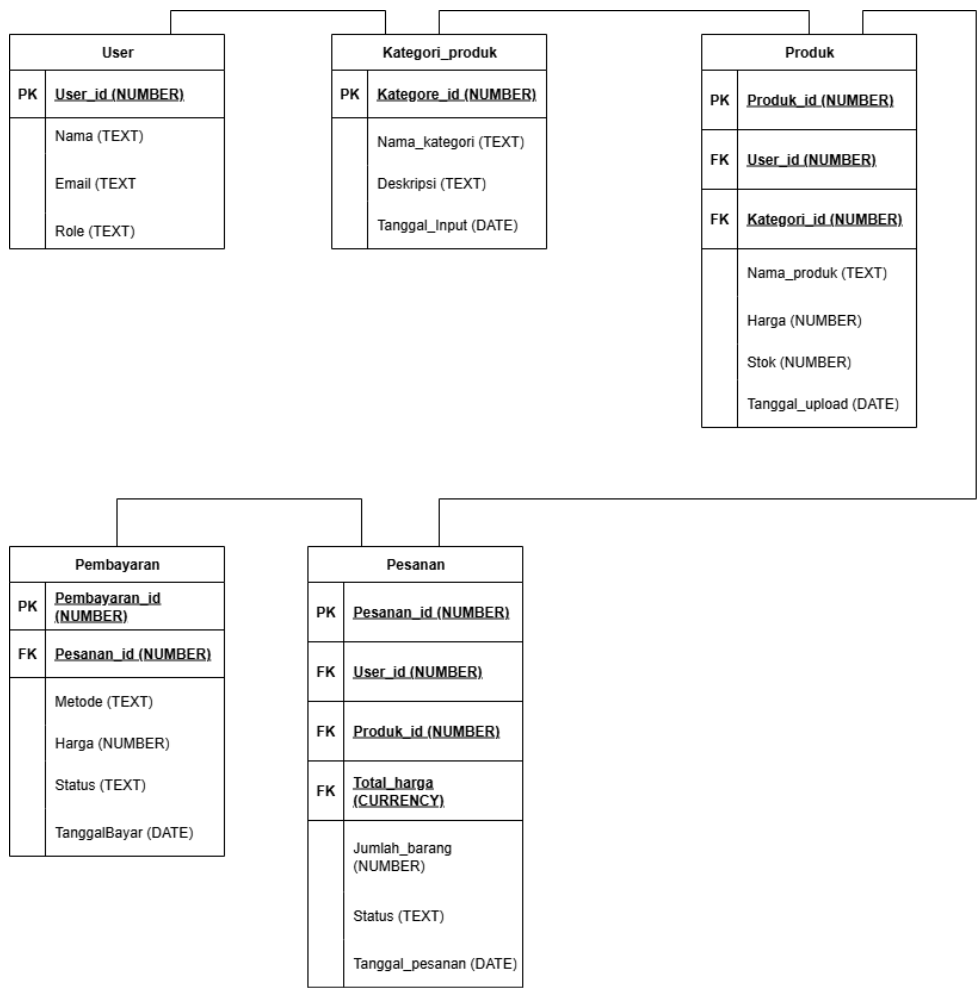 User
PK User_id (NUMBER)
Nama (TEXT)
Email (TEXT
Role (TEXT)
Kategori_produk
PK Kategore_id (NUMBER)
Nama_kategori (TEXT)
Deskripsi (TEXT)
Tanggal_Input (DATE)
Produk
PK Produk_id (NUMBER)
FK User_id (NUMBER)
FK Kategori_id (NUMBER)
Nama_produk (TEXT)
Harga (NUMBER)
Stok (NUMBER)
Tanggal_upload (DATE)
Pembayaran
PK Pembayaran_id
(NUMBER)
FK Pesanan_id (NUMBER)
Metode (TEXT)
Harga (NUMBER)
Status (TEXT)
TanggalBayar (DATE)
Pesanan
PK Pesanan_id (NUMBER)
FK User_id (NUMBER)
FK Produk_id (NUMBER)
FK Total_harga
(CURRENCY)
Jumlah_barang
(NUMBER)
Status (TEXT)
Tanggal_pesanan (DATE)